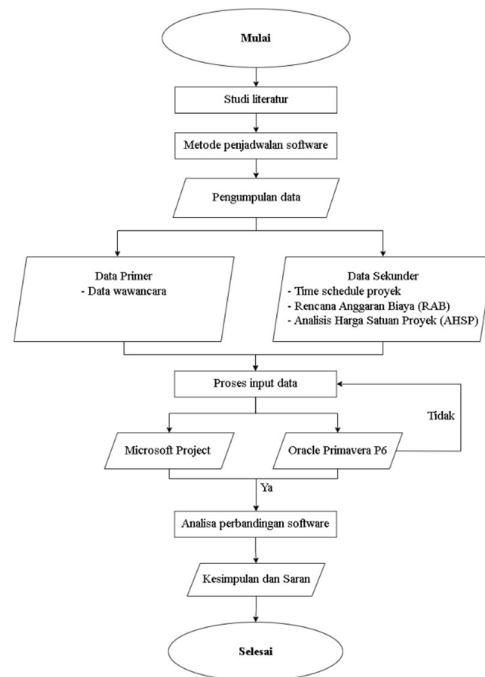 Mulai
Studi literatur
Metode penjadwalan software
Pengumpulan data
Data Primer
- Data wawancara
Data Sekunder
- Time schedule proyek
- Rencana Anggaran Biaya (RAB)
- Analisis Harga Satuan Proyek (AHSP)
Proses input data
Tidak
Microsoft Project
Oracle Primavera P6
Ya
Analisa perbandingan software
Kesimpulan dan Saran
Selesai